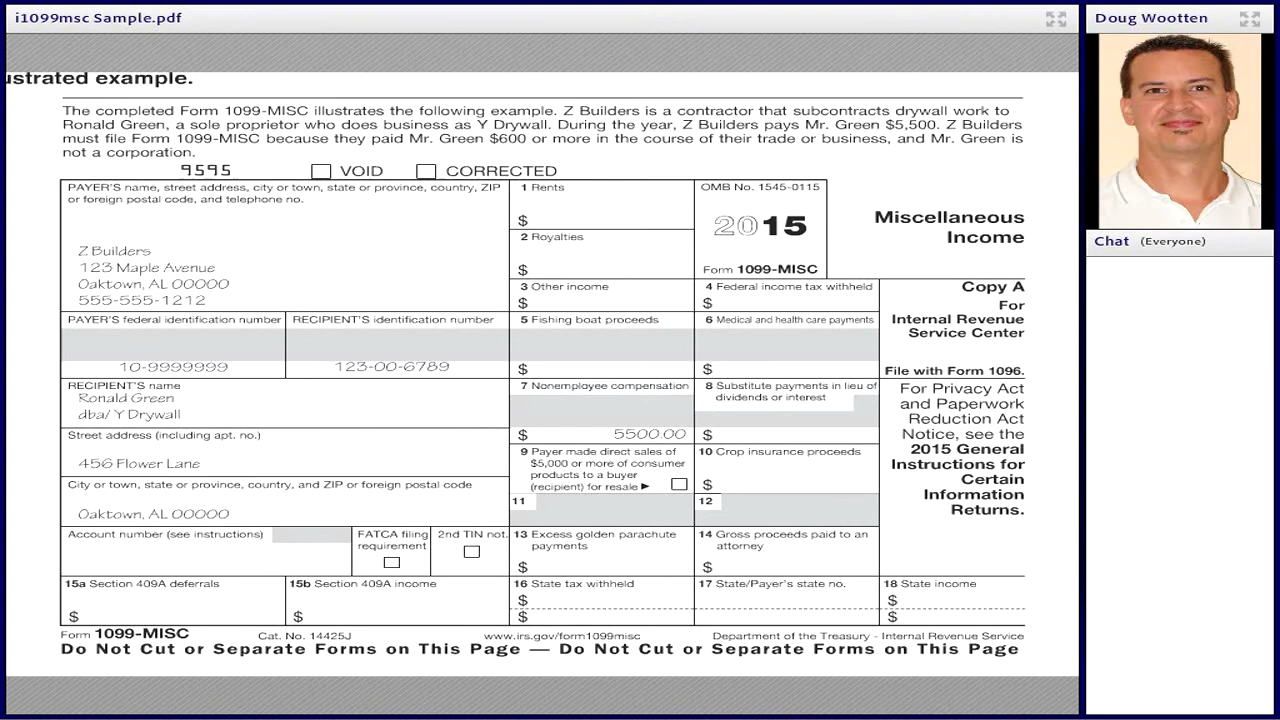 i1099msc Sample.pdf
Doug Wootten
ustrated example.
The completed Form 1099-MISC illustrates the following example. Z Builders is a contractor that subcontracts drywall work to
Ronald Green, a sole proprietor who does business as Y Drywall. During the year, Z Builders pays Mr. Green $5,500. Z Builders
must file Form 1099-MISC because they paid Mr. Green $600 or more in the course of their trade or business, and Mr. Green is
not a corporation.
9595 VOID CORRECTED
PAYER'S name, street address, city or town, state or province, country, ZIP
or foreign postal code, and telephone no.
Z Builders
123 Maple Avenue
Oaktown, AL 00000
555-555-1212
1 Rents
$
2 Royalties
$
OMB No. 1545-0115
2015
Form 1099-MISC
Miscellaneous
Income
3 Other income
$
4 Federal income tax withheld
$
Copy A
For
Internal Revenue
Service Center
File with Form 1096.
PAYER'S federal identification number
10-9999999
RECIPIENT'S identification number
123-00-6789
5 Fishing boat proceeds
$
6 Medical and health care payments
$
RECIPIENT'S name
Ronald Green
dba/ Y Drywall
7 Nonemployee compensation
$ 5500.00
8 Substitute payments in lieu of
dividends or interest
$
For Privacy Act
and Paperwork
Reduction Act
Notice, see the
2015 General
Instructions for
Certain
Information
Returns.
Street address (including apt. no.)
456 Flower Lane
9 Payer made direct sales of
$5,000 or more of consumer
products to a buyer
(recipient) for resale ►
10 Crop insurance proceeds
$
City or town, state or province, country, and ZIP or foreign postal code
Oaktown, AL 00000
11
12
Account number (see instructions)
FATCA filing
requirement
2nd TIN not.
13 Excess golden parachute
payments
$
14 Gross proceeds paid to an
attorney
$
15a Section 409A deferrals
$
15b Section 409A income
$
16 State tax withheld
$
$
17 State/Payer's state no.
18 State income
$
$
Form 1099-MISC Cat. No. 14425J www.irs.gov/form1099misc Department of the Treasury - Internal Revenue Service
Do Not Cut or Separate Forms on This Page — Do Not Cut or Separate Forms on This Page
Chat (Everyone)